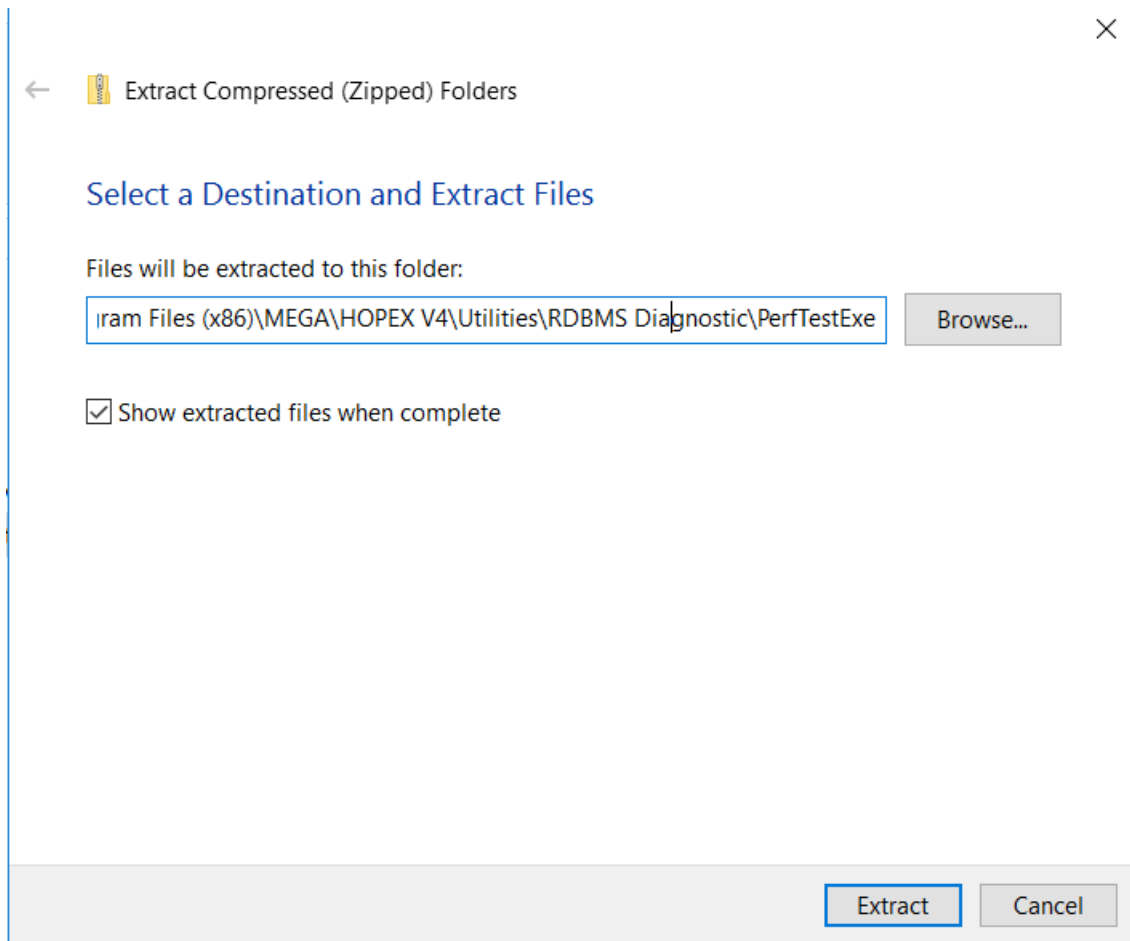 Extract Compressed (Zipped) Folders
Select a Destination and Extract Files
Files will be extracted to this folder:
ram Files (x86)\MEGA\HOPEX V4\Utilities\RDBMS Diagnostic\PerfTestExe
Browse...
Show extracted files when complete
Extract
Cancel